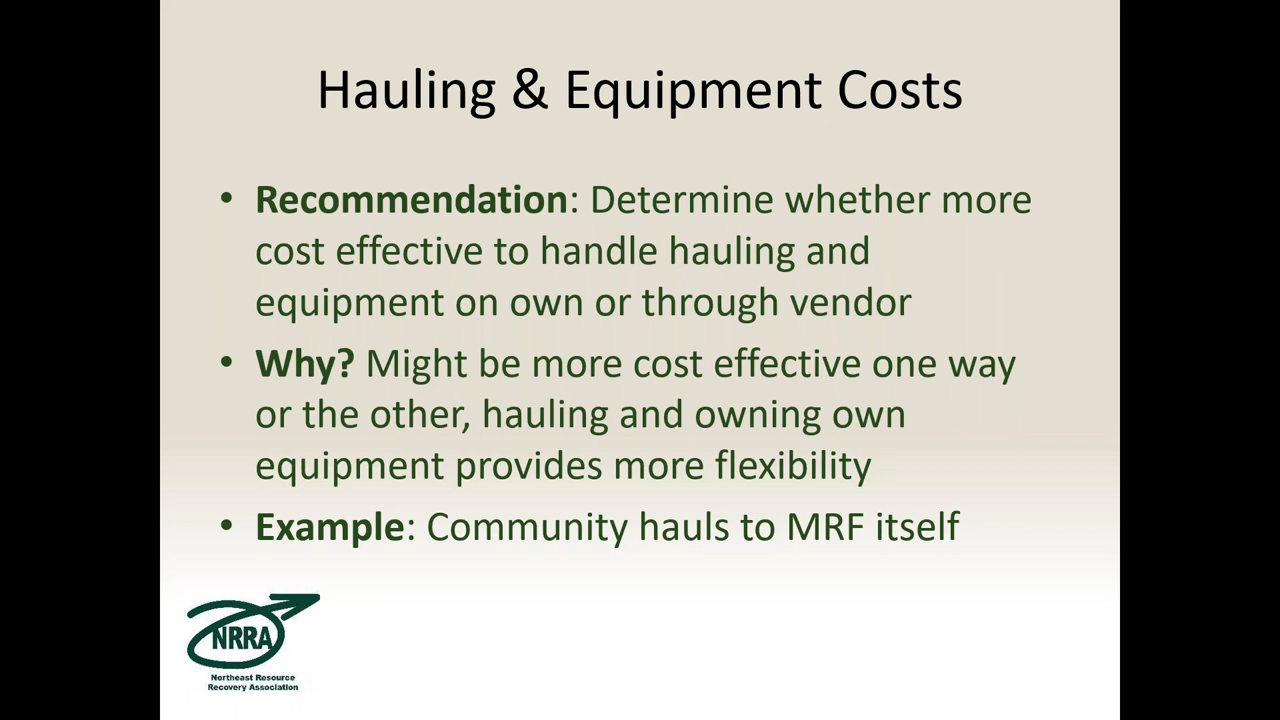 Hauling & Equipment Costs
• Recommendation: Determine whether more
cost effective to handle hauling and
equipment on own or through vendor
• Why? Might be more cost effective one way
or the other, hauling and owning own
equipment provides more flexibility
• Example: Community hauls to MRF itself
NRRA
Northeast Resource
Recovery Association